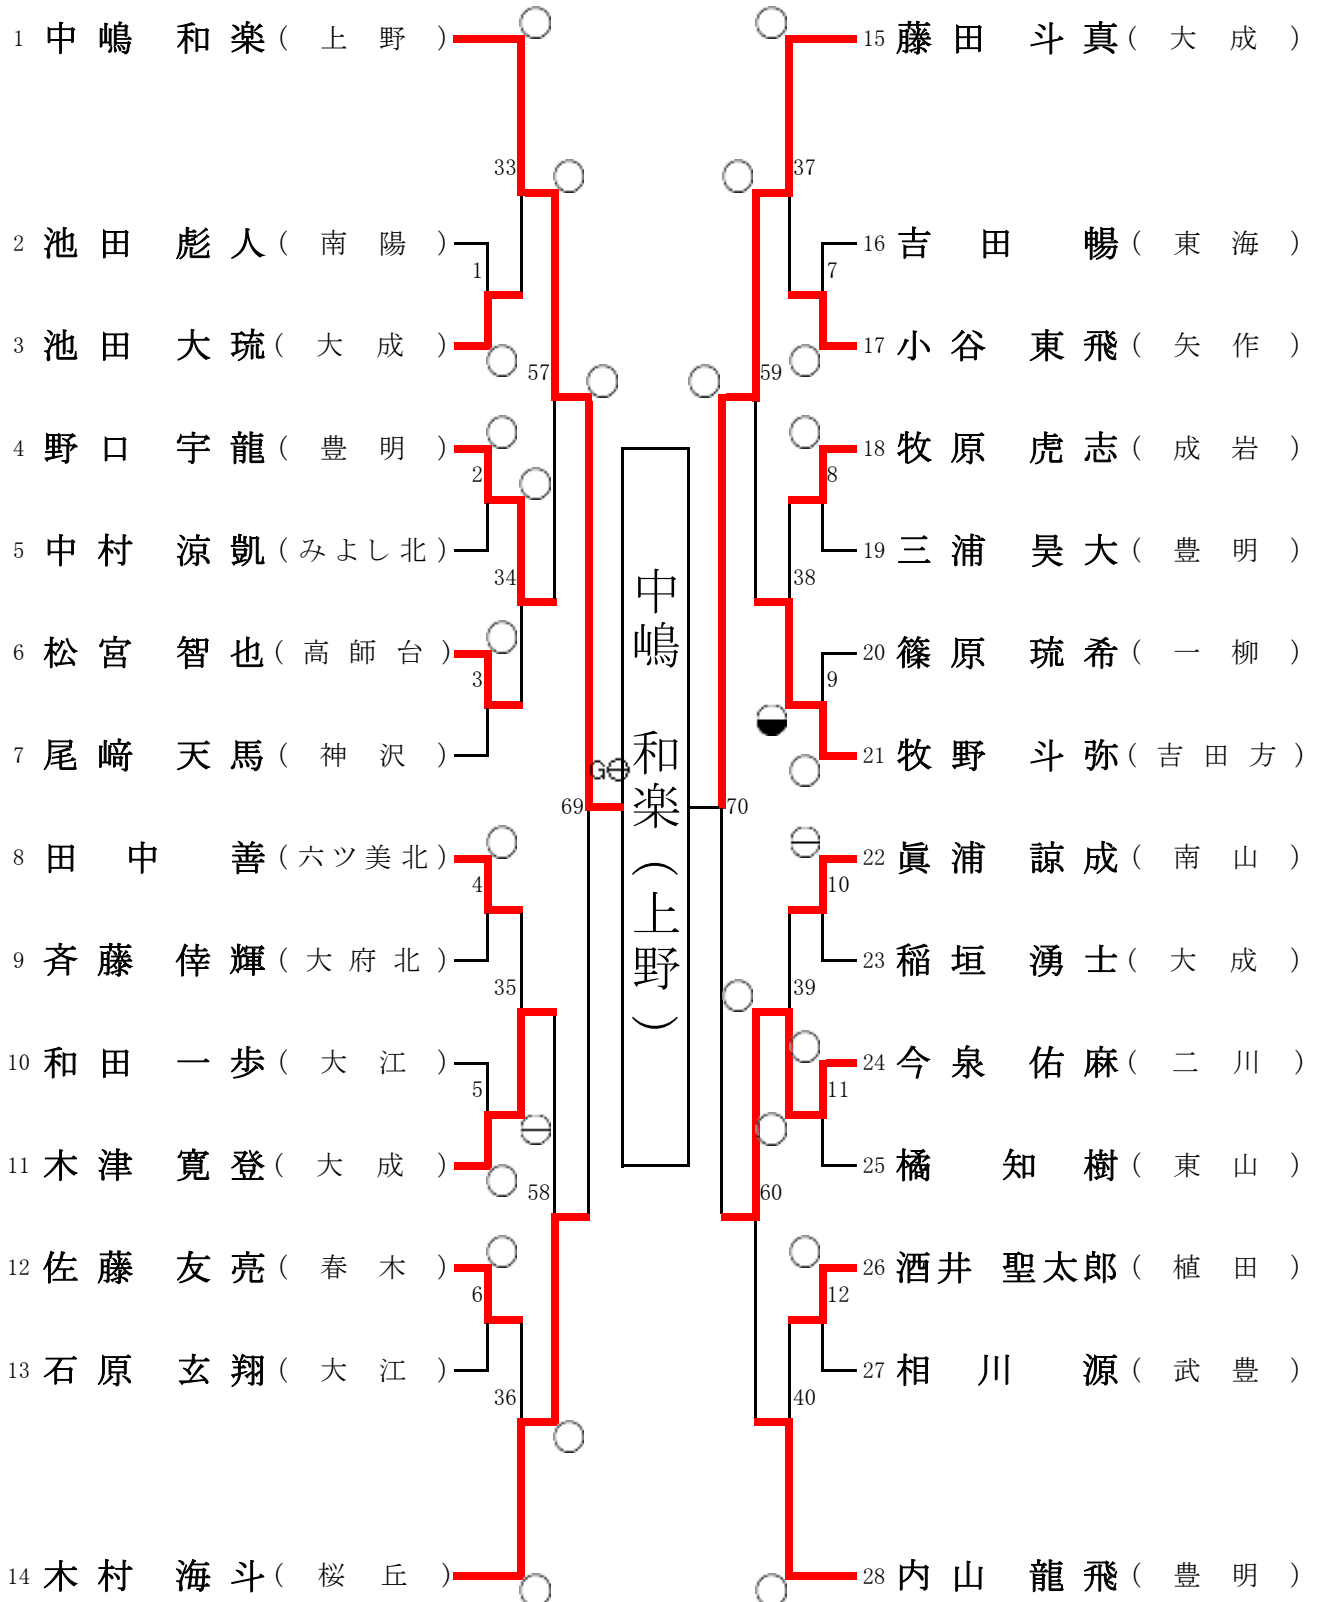 1 中嶋 和楽(上野)
33
2 池田 彪人(南陽)
1
3 池田 大琉(大成)
57
4 野口 宇龍(豊明)
2
5 中村 涼凱(みよし北)
34
6 松宮 智也(高師台)
3
7 尾﨑 天馬(神沢)
69
8 田中 善(六ツ美北)
4
9 斉藤 倖輝(大府北)
35
10 和田 一歩(大江)
5
11 木津 寛登(大成)
58
12 佐藤 友亮(春木)
6
13 石原 玄翔(大江)
36
14 木村 海斗(桜丘)
G
中嶋 和楽(上野)
15 藤田 斗真(大成)
37
16 吉田 暢(東海)
7
17 小谷 東飛(矢作)
59
18 牧原 虎志(成岩)
8
19 三浦 昊大(豊明)
38
20 篠原 琉希(一柳)
9
21 牧野 斗弥(吉田方)
70
22 眞浦 諒成(南山)
10
23 稲垣 湧士(大成)
39
24 今泉 佑麻(二川)
11
25 橘 知樹(東山)
60
26 酒井 聖太郎(植田)
12
27 相川 源(武豊)
40
28 内山 龍飛(豊明)